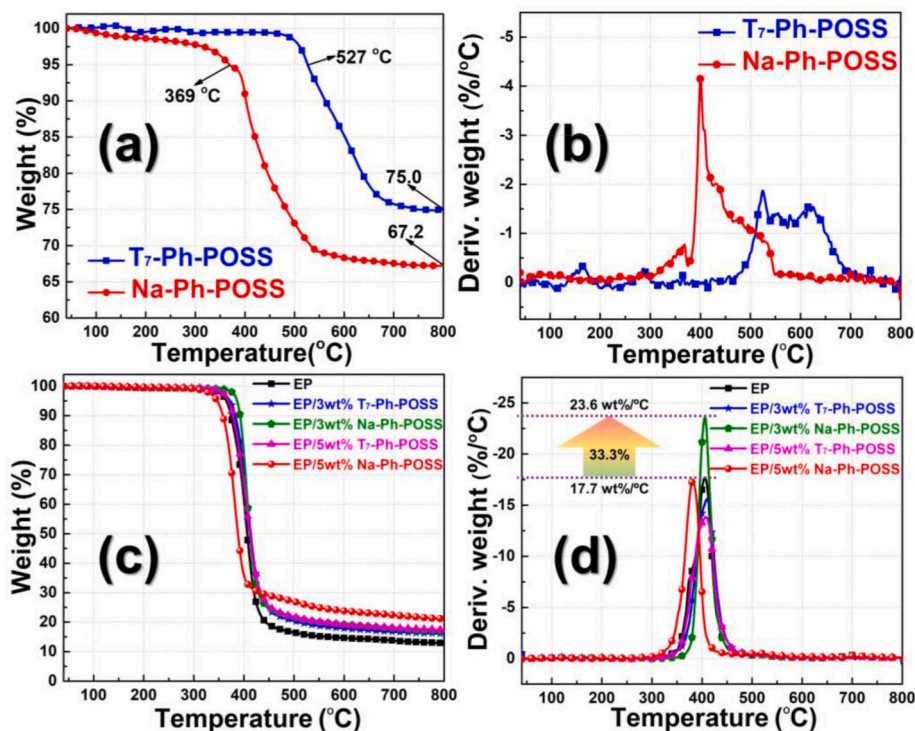 100
95
90
85
80
75
70
65
60
Weight (%)
(a)
527 °C
369 °C
75.0
67.2
T₇-Ph-POSS
Na-Ph-POSS
100 200 300 400 500 600 700 800
Temperature(°C)
-5
-4
-3
-2
-1
0
Deriv. weight (%/°C)
(b)
T₇-Ph-POSS
Na-Ph-POSS
100 200 300 400 500 600 700 800
Temperature (°C)
100
90
80
70
60
50
40
30
20
10
Weight (%)
(c)
EP
EP/3wt% T₇-Ph-POSS
EP/3wt% Na-Ph-POSS
EP/5wt% T₇-Ph-POSS
EP/5wt% Na-Ph-POSS
100 200 300 400 500 600 700 800
Temperature (°C)
-25
-20
-15
-10
-5
0
Deriv. weight (%/°C)
(d)
EP
EP/3wt% T₇-Ph-POSS
EP/3wt% Na-Ph-POSS
EP/5wt% T₇-Ph-POSS
EP/5wt% Na-Ph-POSS
23.6 wt%/°C
33.3%
17.7 wt%/°C
100 200 300 400 500 600 700 800
Temperature (°C)